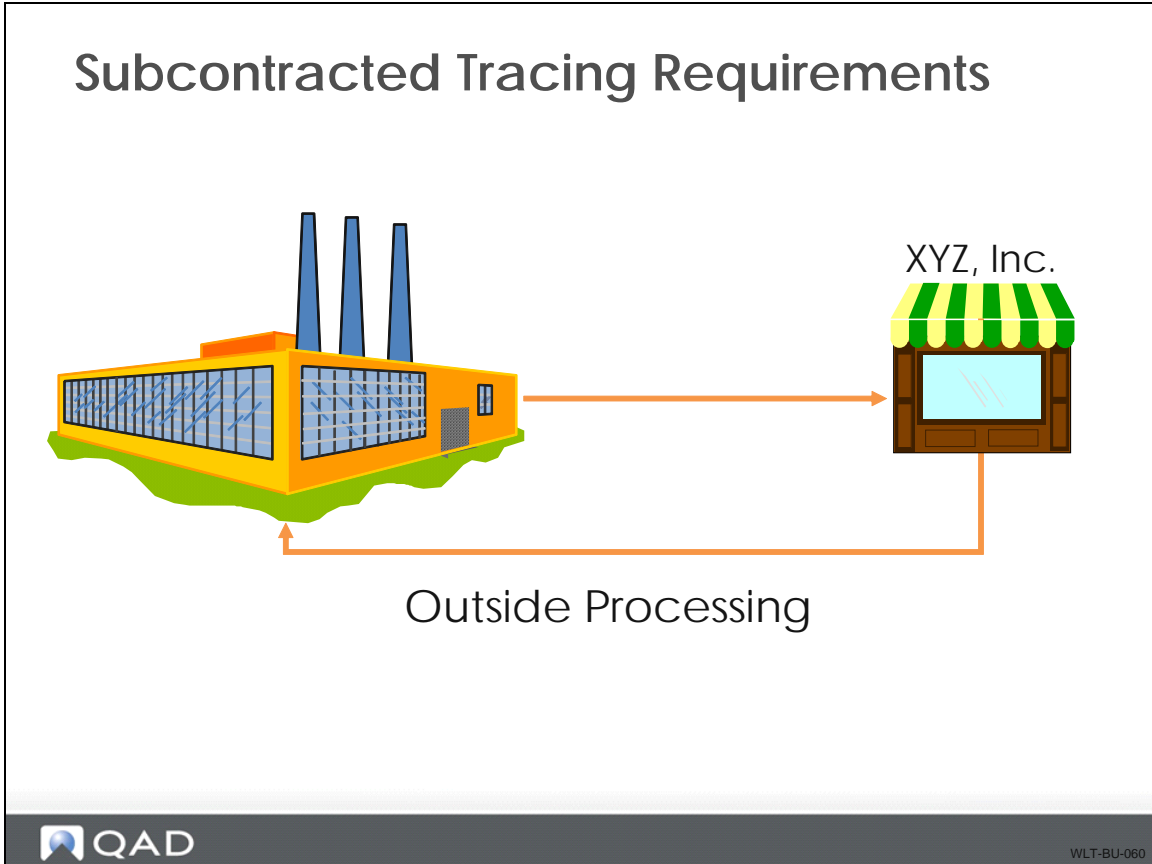 Subcontracted Tracing Requirements
XYZ, Inc.
Outside Processing
QAD
WLT-BU-060